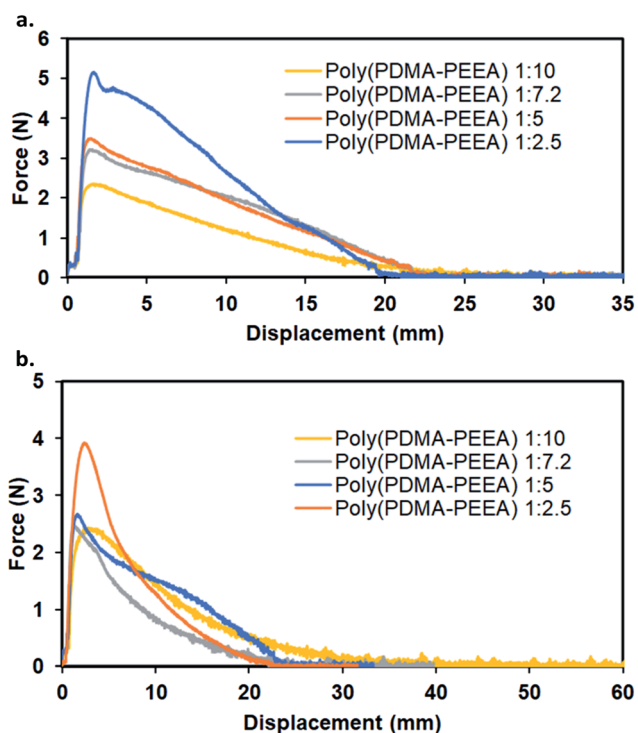 a.
6
5
4
3
2
1
0
Force (N)
Poly(PDMA-PEEA) 1:10
Poly(PDMA-PEEA) 1:7.2
Poly(PDMA-PEEA) 1:5
Poly(PDMA-PEEA) 1:2.5
0 5 10 15 20 25 30 35
Displacement (mm)
b.
5
4
3
2
1
0
Force (N)
Poly(PDMA-PEEA) 1:10
Poly(PDMA-PEEA) 1:7.2
Poly(PDMA-PEEA) 1:5
Poly(PDMA-PEEA) 1:2.5
0 10 20 30 40 50 60
Displacement (mm)